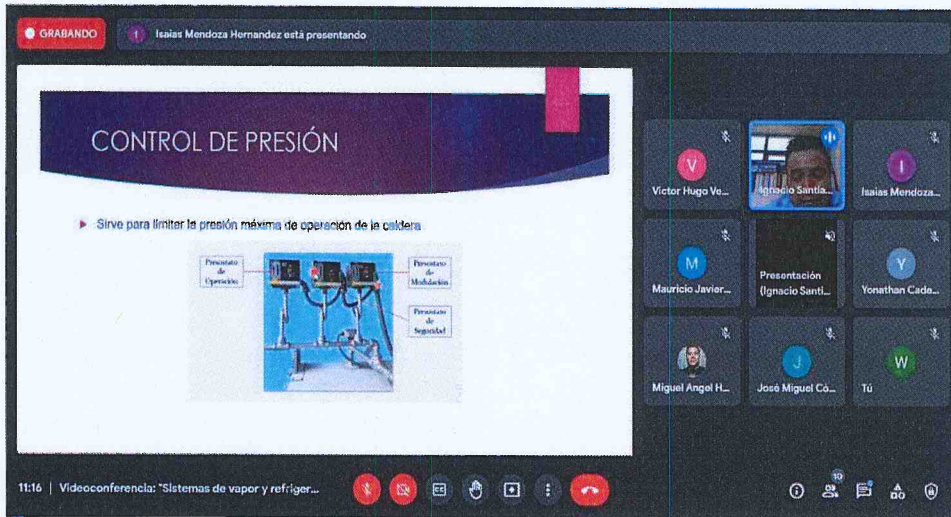 GRABANDO
I
Isaias Mendoza Hernandez está presentando
CONTROL DE PRESIÓN
Sirve para limitar la presión máxima de operación de la caldera
Presostato
de
Operación
Presostato
de
Modulación
Presostato
de
Seguridad
V
Victor Hugo Ve...
Ignacio Santia...
I
Isaias Mendoza...
M
Mauricio Javier...
Presentación
(Ignacio Santi...
Y
Yonathan Cade...
Miguel Angel H...
J
José Miguel Có...
W
Tú
11:16 | Videoconferencia: "Sistemas de vapor y refriger...
CC
10